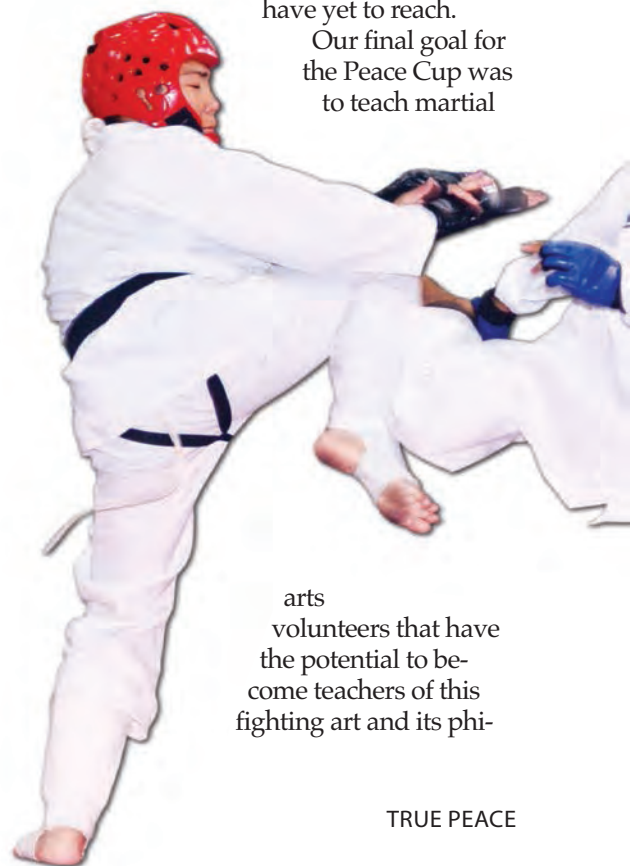 have yet to reach.
Our final goal for
the Peace Cup was
to teach martial
arts
volunteers that have
the potential to be-
come teachers of this
fighting art and its phi-
TRUE PEACE